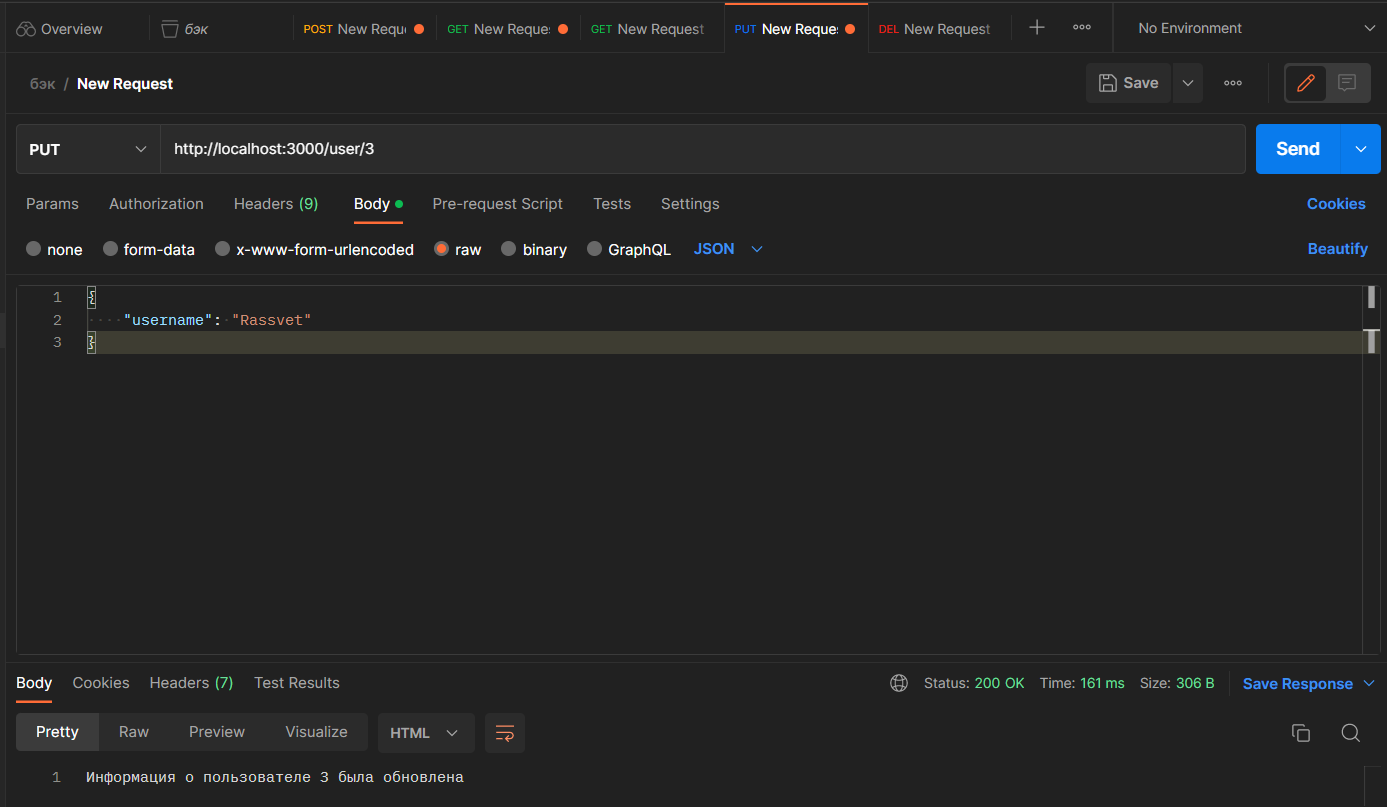 Overview бэк POST New Reque GET New Reques GET New Request PUT New Reques DEL New Request No Environment
бэк / New Request Save
PUT http://localhost:3000/user/3 Send
Params Authorization Headers (9) Body Pre-request Script Tests Settings Cookies
none form-data x-www-form-urlencoded raw binary GraphQL JSON Beautify
1 {
2 "username": "Rassvet"
3 }
Body Cookies Headers (7) Test Results Status: 200 OK Time: 161 ms Size: 306 B Save Response
Pretty Raw Preview Visualize HTML
1 Информация о пользователе 3 была обновлена